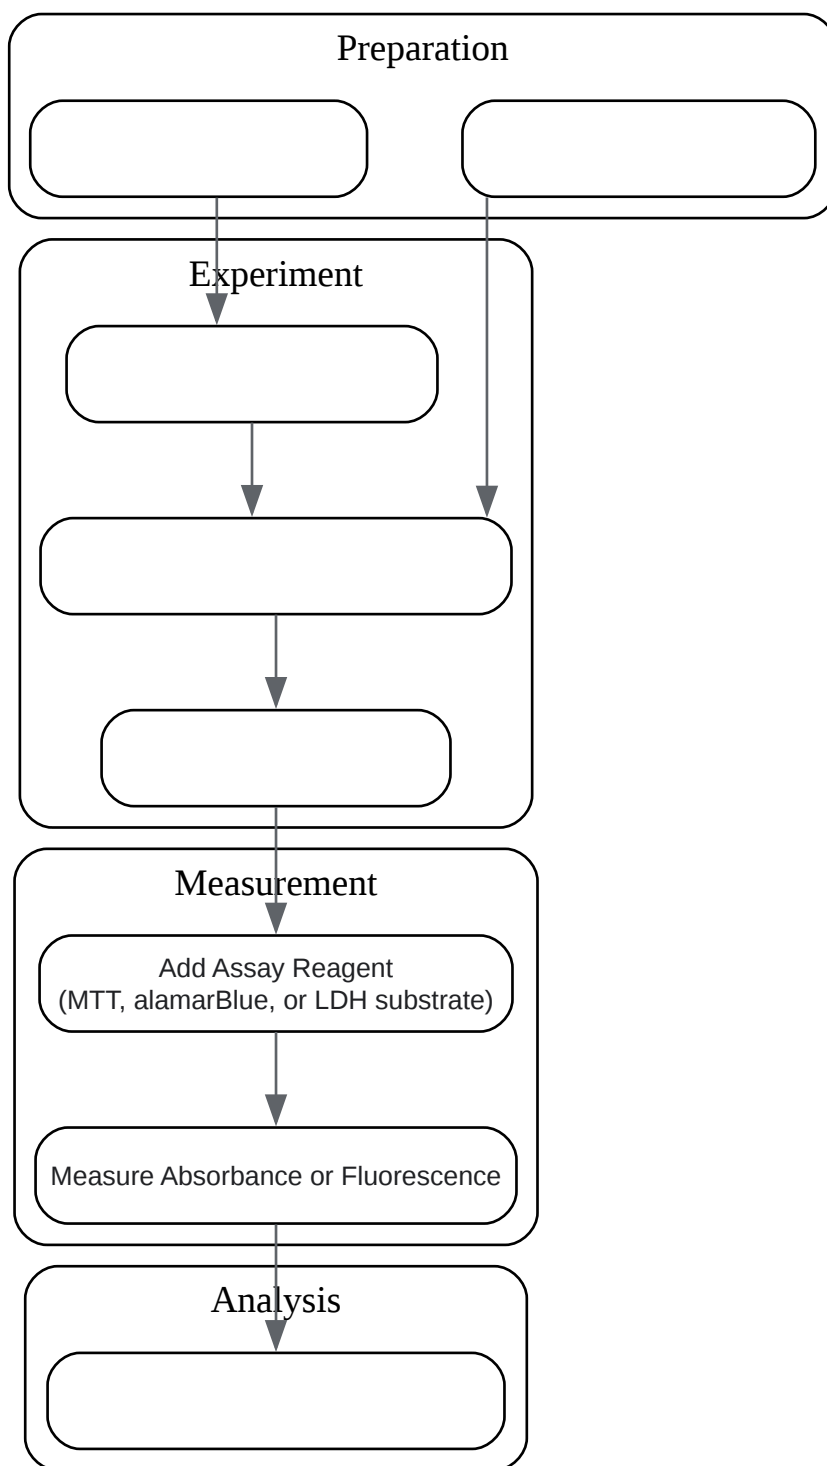 Preparation
Experiment
Measurement
Add Assay Reagent
(MTT, alamarBlue, or LDH substrate)
Measure Absorbance or Fluorescence
Analysis